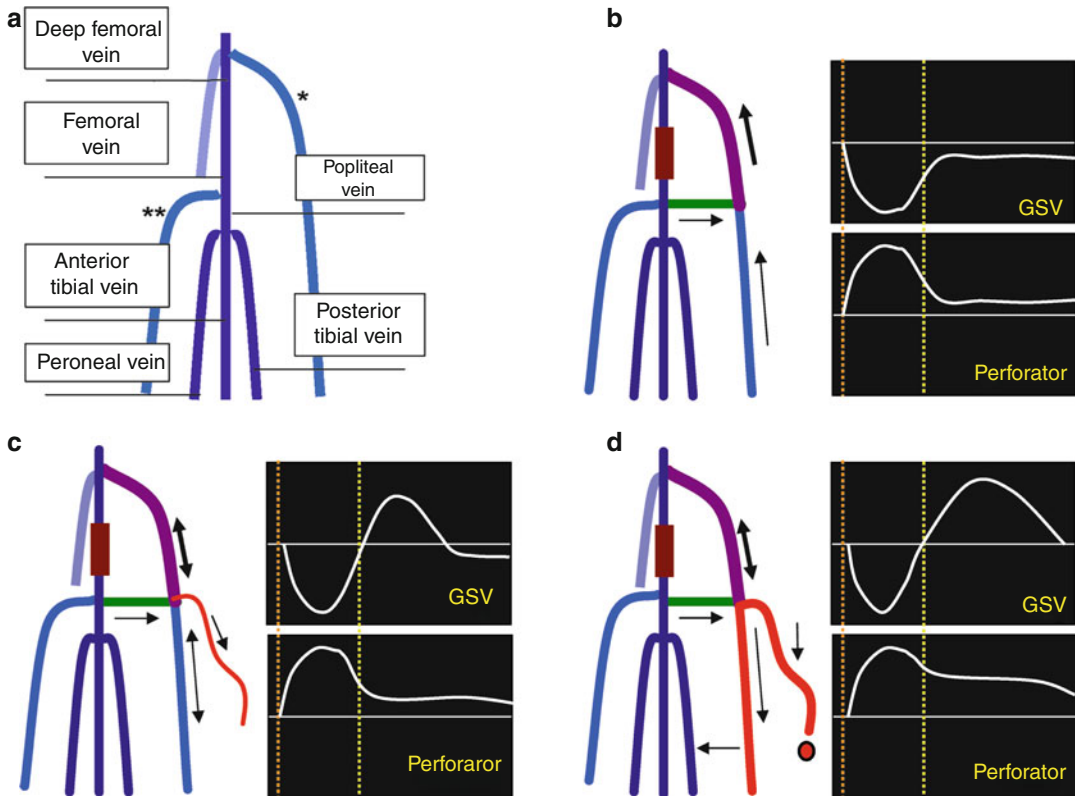 a
Deep femoral
vein
*
Femoral
vein
Popliteal
vein
**
Anterior
tibial vein
Posterior
tibial vein
Peroneal vein
b
GSV
Perforator
c
GSV
Perforaror
d
GSV
Perforator